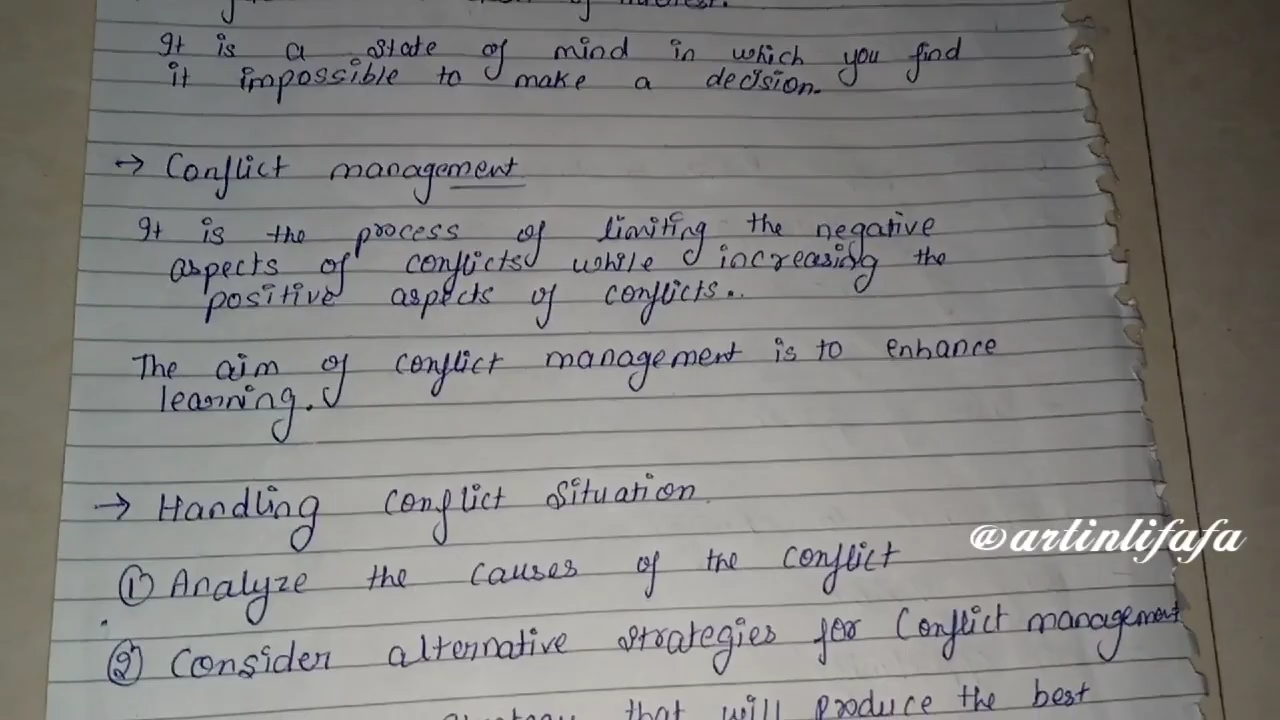 of interest.
It is a state of mind in which you find
it impossible to make a decision.
→ Conflict management
It is the process of limiting the negative
aspects of conflicts while increasing the
positive aspects of conflicts..
The aim of conflict management is to enhance
learning.
→ Handling conflict situation
① Analyze the causes of the conflict
@artinlifafa
② Consider alternative strategies for conflict management
that will produce the best